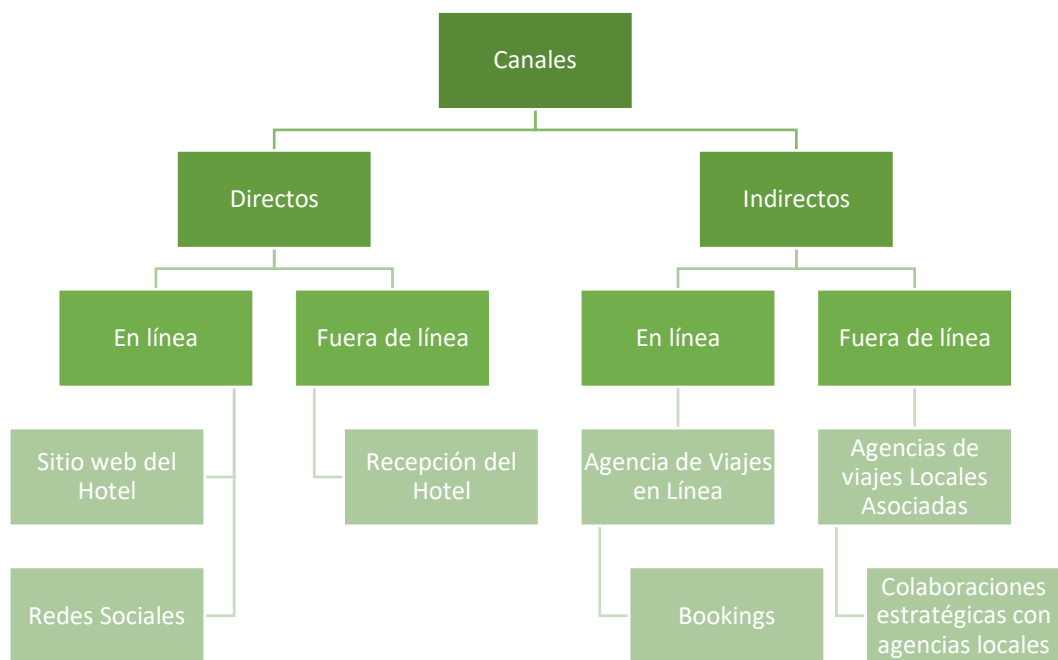 Canales
Directos
Indirectos
En línea
Fuera de línea
En línea
Fuera de línea
Sitio web del
Hotel
Recepción del
Hotel
Agencia de Viajes
en Línea
Agencias de
viajes Locales
Asociadas
Redes Sociales
Bookings
Colaboraciones
estratégicas con
agencias locales